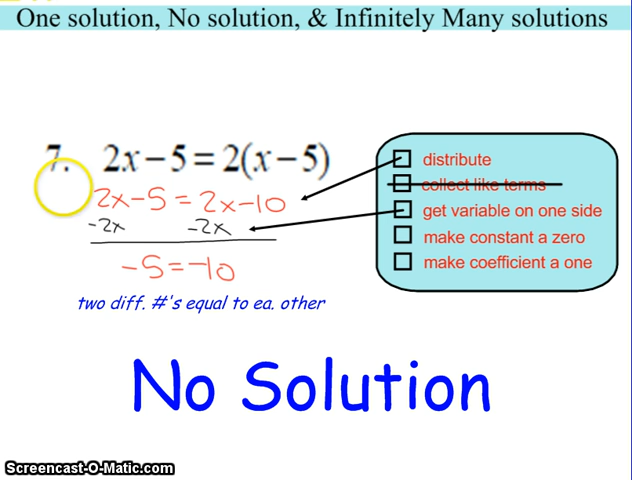 One solution, No solution, & Infinitely Many solutions
7. 2x – 5 = 2(x – 5)
2x – 5 = 2x – 10
-2x -2x
-5 = -10
two diff. #'s equal to ea. other
distribute
collect like terms
get variable on one side
make constant a zero
make coefficient a one
No Solution
Screencast-O-Matic.com